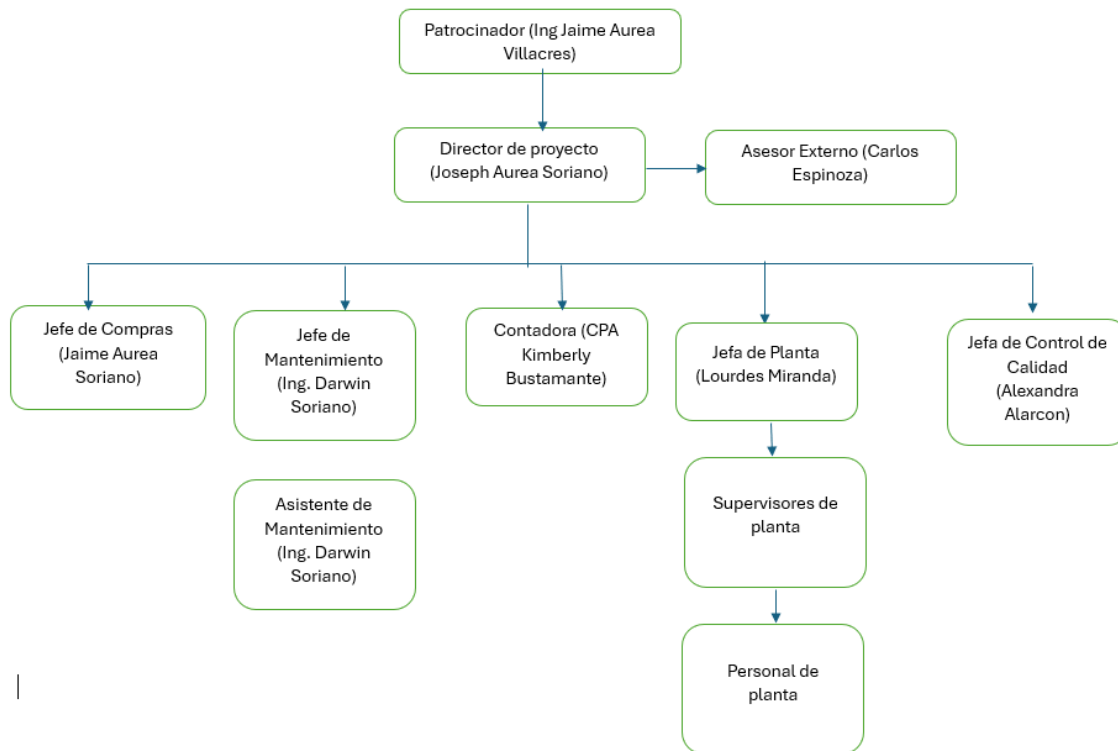 Patrocinador (Ing Jaime Aurea
Villacres)
Director de proyecto
(Joseph Aurea Soriano)
Asesor Externo (Carlos
Espinoza)
Jefe de Compras
(Jaime Aurea
Soriano)
Jefe de
Mantenimiento
(Ing. Darwin
Soriano)
Contadora (CPA
Kimberly
Bustamante)
Jefa de Planta
(Lourdes Miranda)
Jefa de Control de
Calidad
(Alexandra
Alarcon)
Asistente de
Mantenimiento
(Ing. Darwin
Soriano)
Supervisores de
planta
Personal de
planta